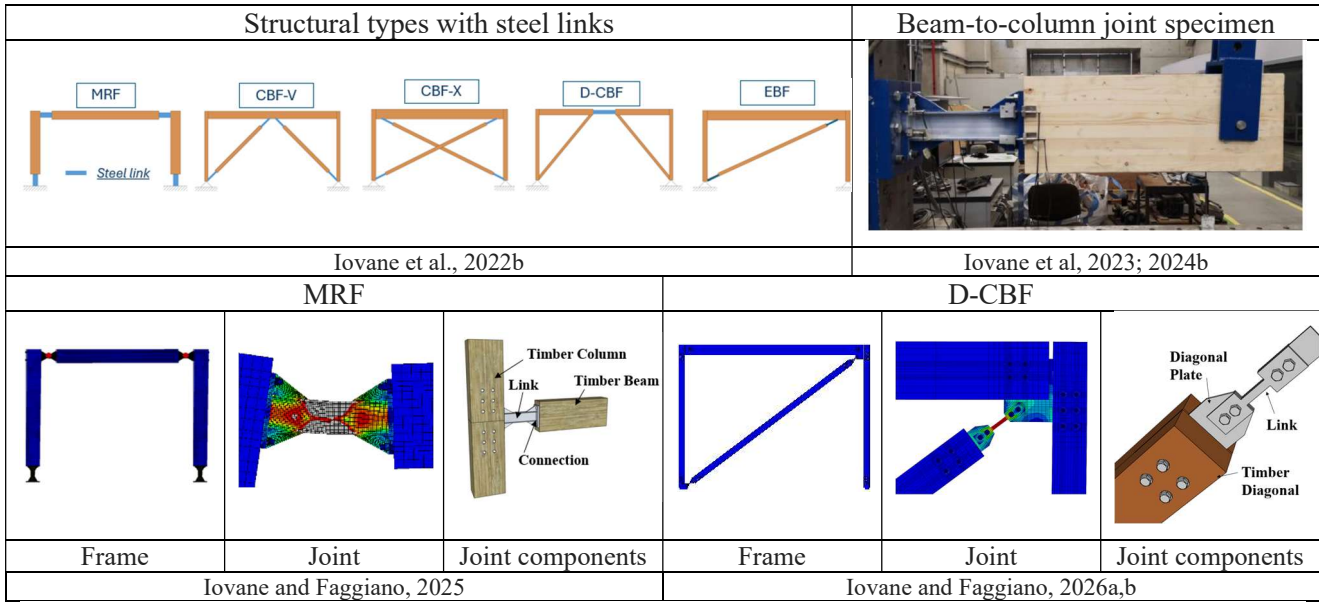 Structural types with steel links
Beam-to-column joint specimen
MRF
CBF-V
CBF-X
D-CBF
EBF
Steel link
Iovane et al., 2022b
Iovane et al, 2023; 2024b
MRF
D-CBF
Timber Column
Link
Timber Beam
Connection
Diagonal
Plate
Link
Timber
Diagonal
Frame
Joint
Joint components
Frame
Joint
Joint components
Iovane and Faggiano, 2025
Iovane and Faggiano, 2026a,b